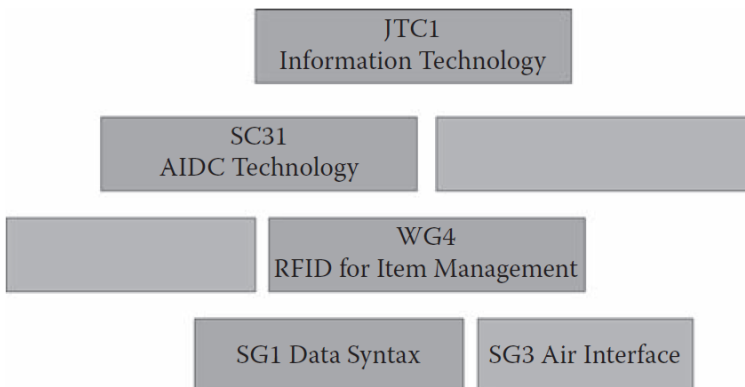 JTC1
Information Technology
SC31
AIDC Technology
WG4
RFID for Item Management
SG1 Data Syntax
SG3 Air Interface